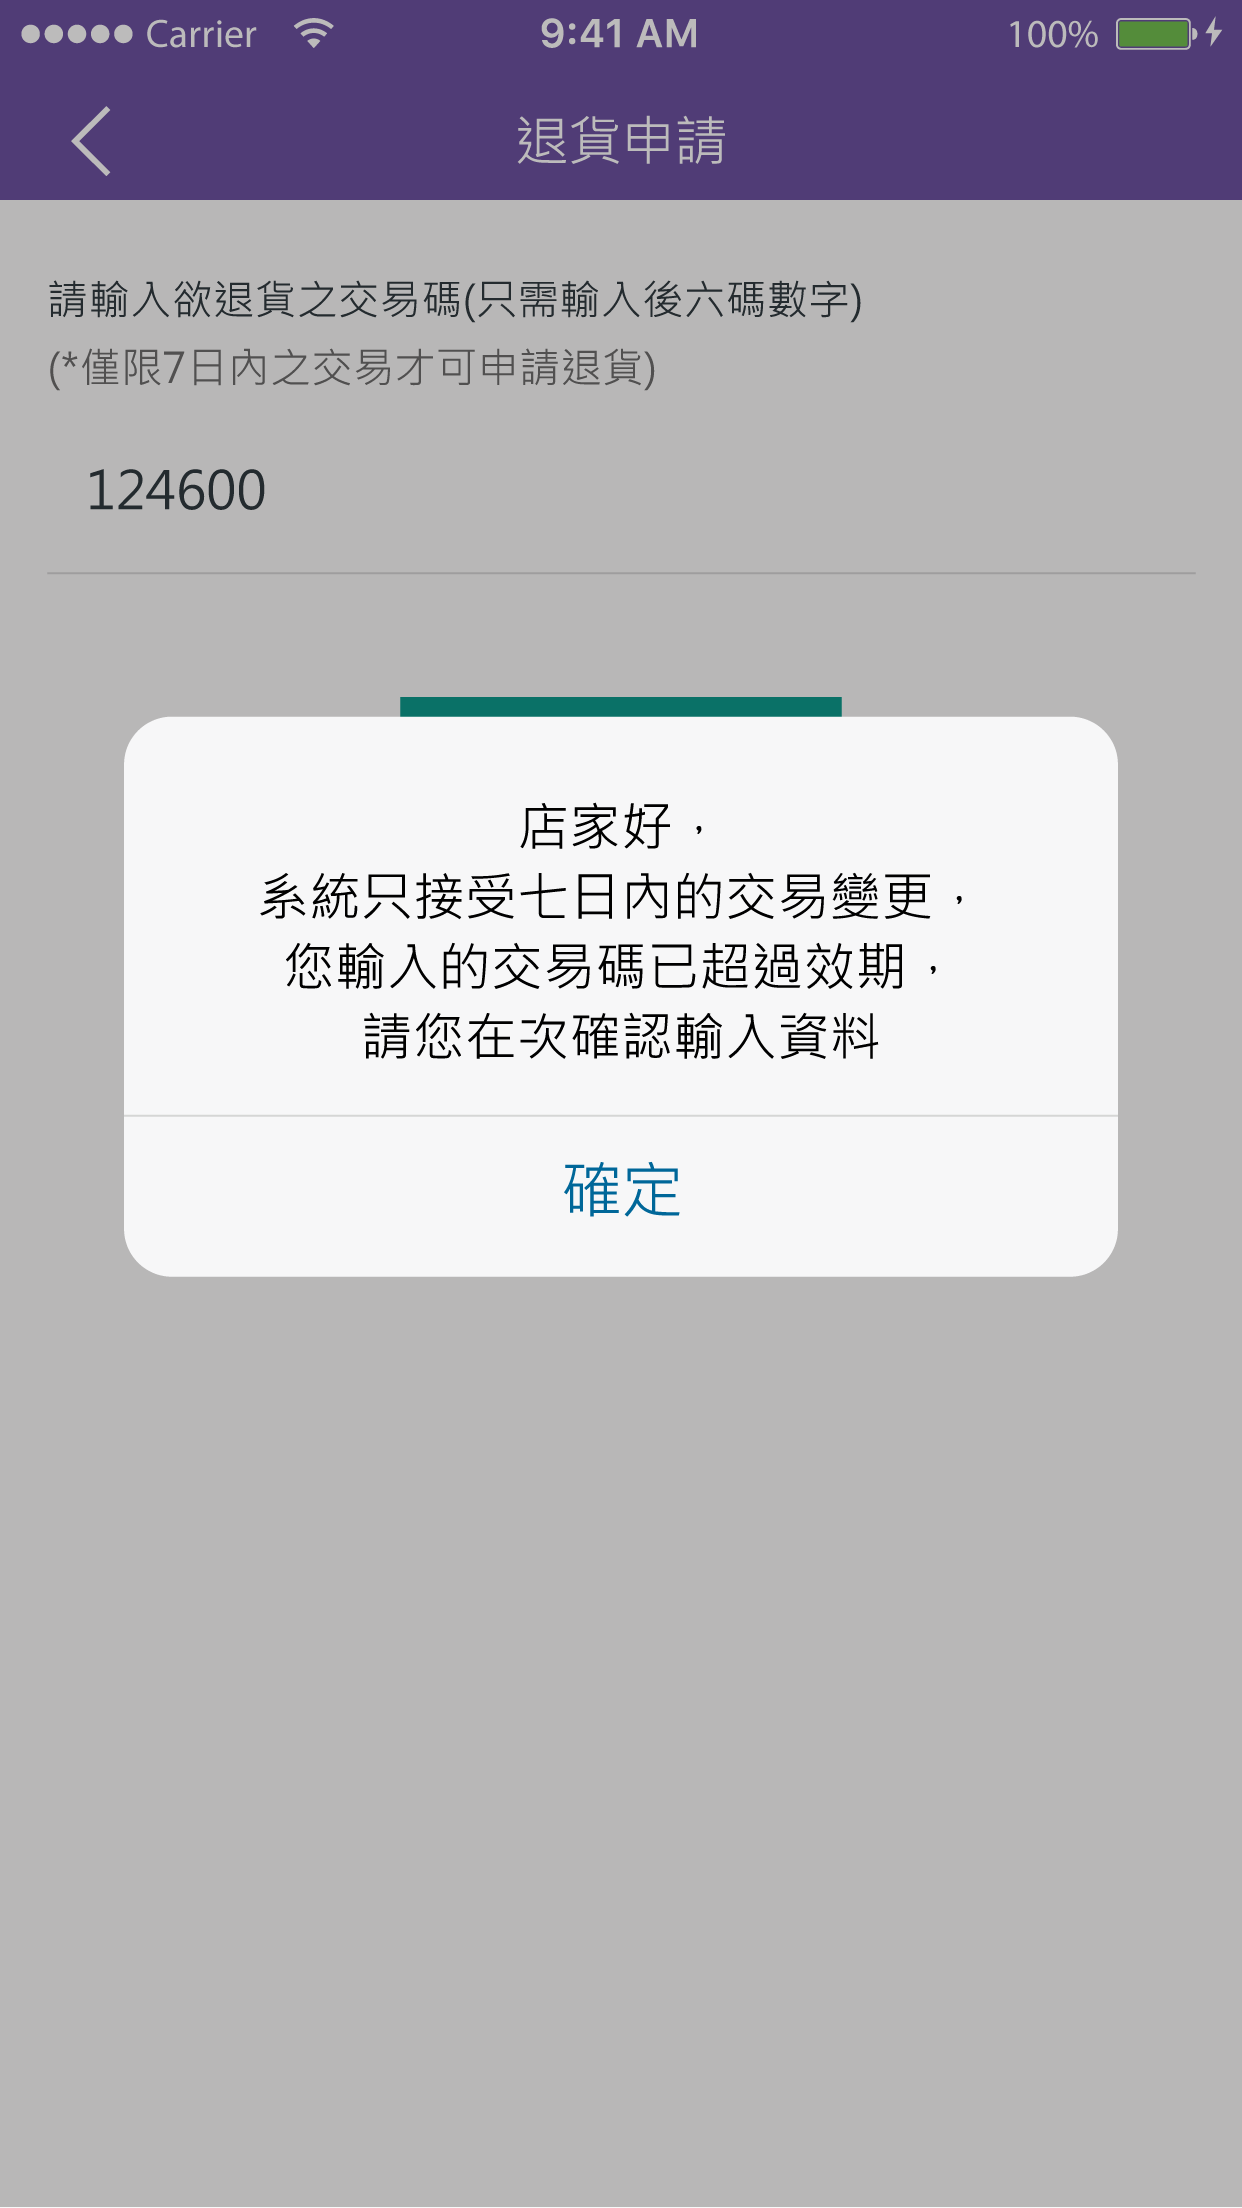 Carrier 9:41 AM 100%
退貨申請
請輸入欲退貨之交易碼(只需輸入後六碼數字)
(*僅限7日內之交易才可申請退貨)
124600
店家好，
系統只接受七日內的交易變更，
您輸入的交易碼已超過效期，
請您在次確認輸入資料
確定